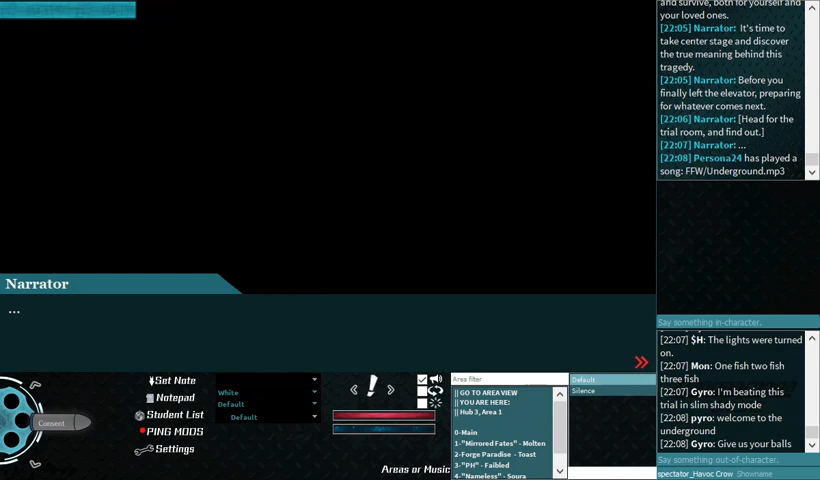 and survive, both for yourself and
your loved ones.
[22:05] Narrator: It's time to
take center stage and discover
the true meaning behind this
tragedy.
[22:05] Narrator: Before you
finally left the elevator, preparing
for whatever comes next.
[22:06] Narrator: [Head for the
trial room, and find out.]
[22:07] Narrator: ...
[22:08] Persona24 has played a
song: FFW/Underground.mp3
Narrator
...
Say something in-character.
[22:07] $H: The lights were turned
on.
[22:07] Mon: One fish two fish
three fish
[22:07] Gyro: I'm beating this
trial in slim shady mode
[22:08] pyro: welcome to the
underground
[22:08] Gyro: Give us your balls
Say something out-of-character.
spectator_Havoc Crow Showname
Consent
Set Note
Notepad
Student List
PING MODS
Settings
White
Default
Default
Areas or Music
Area filter
|| GO TO AREA VIEW
|| YOU ARE HERE:
|| Hub 3, Area 1
0-Main
1-"Mirrored Fates" - Molten
2-Forge Paradise - Toast
3-"PH" - Faibled
4-"Nameless" - Soura
Default
Silence